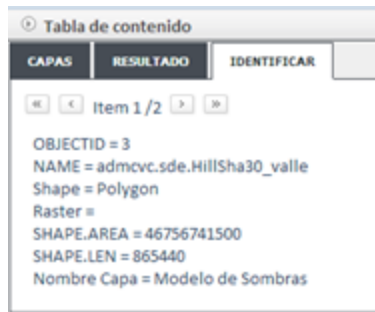 Tabla de contenido
CAPAS RESULTADO IDENTIFICAR
« ‹ Item 1 /2 › »
OBJECTID = 3
NAME = admcvc.sde.HillSha30_valle
Shape = Polygon
Raster =
SHAPE.AREA = 46756741500
SHAPE.LEN = 865440
Nombre Capa = Modelo de Sombras